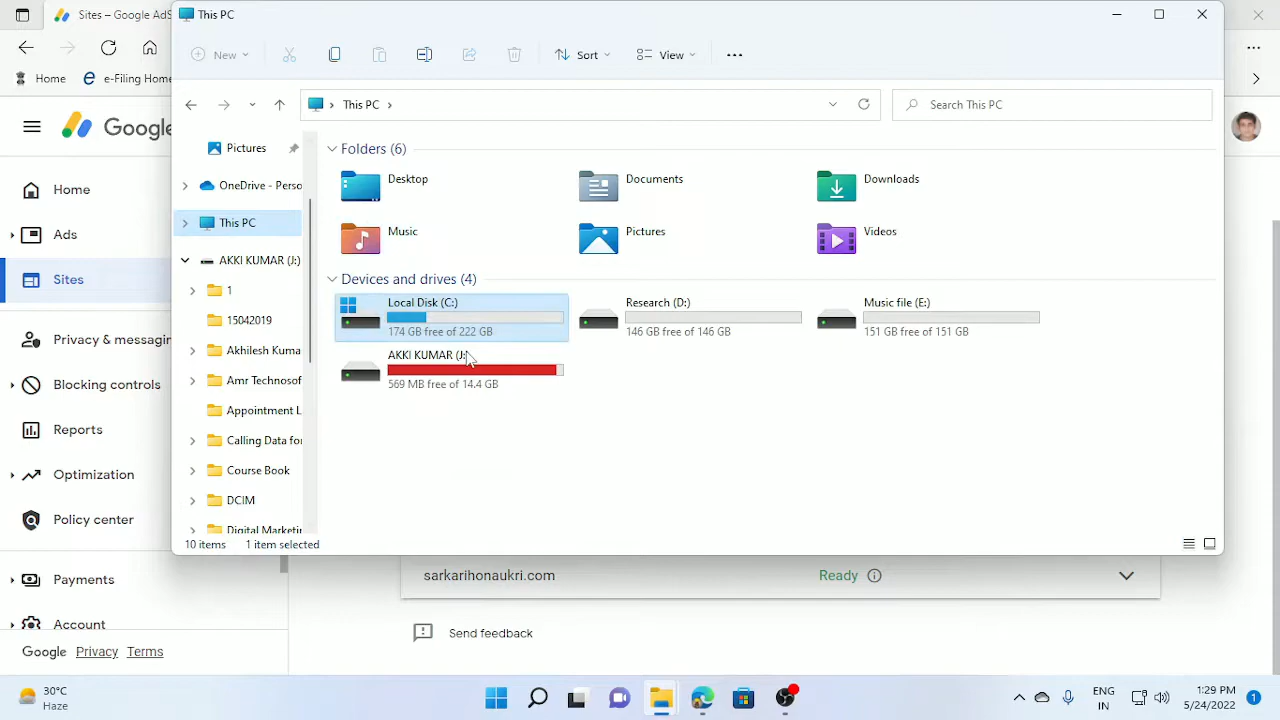 Sites – Google AdS
This PC
New
Sort
View
Home
e-Filing Home
This PC
Search This PC
Google
Pictures
OneDrive - Perso
This PC
AKKI KUMAR (J:)
1
15042019
Akhilesh Kuma
Amr Technosof
Appointment L
Calling Data for
Course Book
DCIM
Digital Marketin
Folders (6)
Desktop
Documents
Downloads
Music
Pictures
Videos
Devices and drives (4)
Local Disk (C:)
174 GB free of 222 GB
Research (D:)
146 GB free of 146 GB
Music file (E:)
151 GB free of 151 GB
AKKI KUMAR (J:)
569 MB free of 14.4 GB
10 items
1 item selected
Home
Ads
Sites
Privacy & messagin
Blocking controls
Reports
Optimization
Policy center
Payments
Account
Google Privacy Terms
sarkarihonaukri.com
Ready
Send feedback
30°C
Haze
ENG
IN
1:29 PM
5/24/2022
1